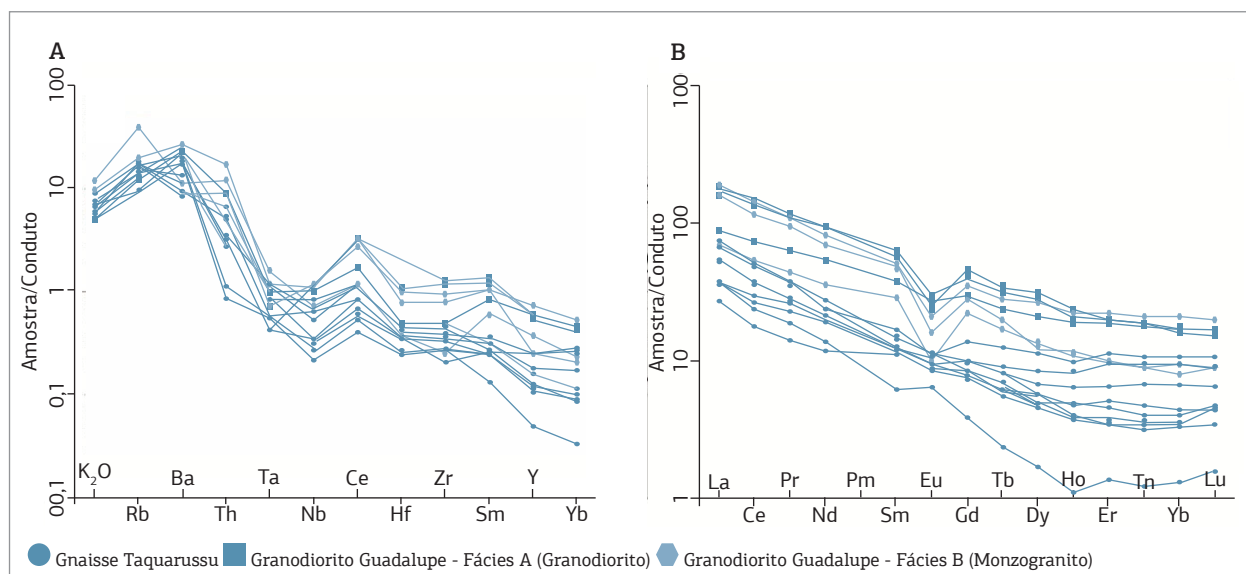 A
100
10
1
0,1
00,1
Amostra/Conduto
K2O
Rb
Ba
Th
Ta
Nb
Ce
Hf
Zr
Sm
Y
Yb
B
100
100
10
1
Amostra/Conduto
La
Ce
Pr
Nd
Pm
Sm
Eu
Gd
Tb
Dy
Ho
Er
Tn
Yb
Lu
Gnaisse Taquarussu
Granodiorito Guadalupe - Fácies A (Granodiorito)
Granodiorito Guadalupe - Fácies B (Monzogranito)